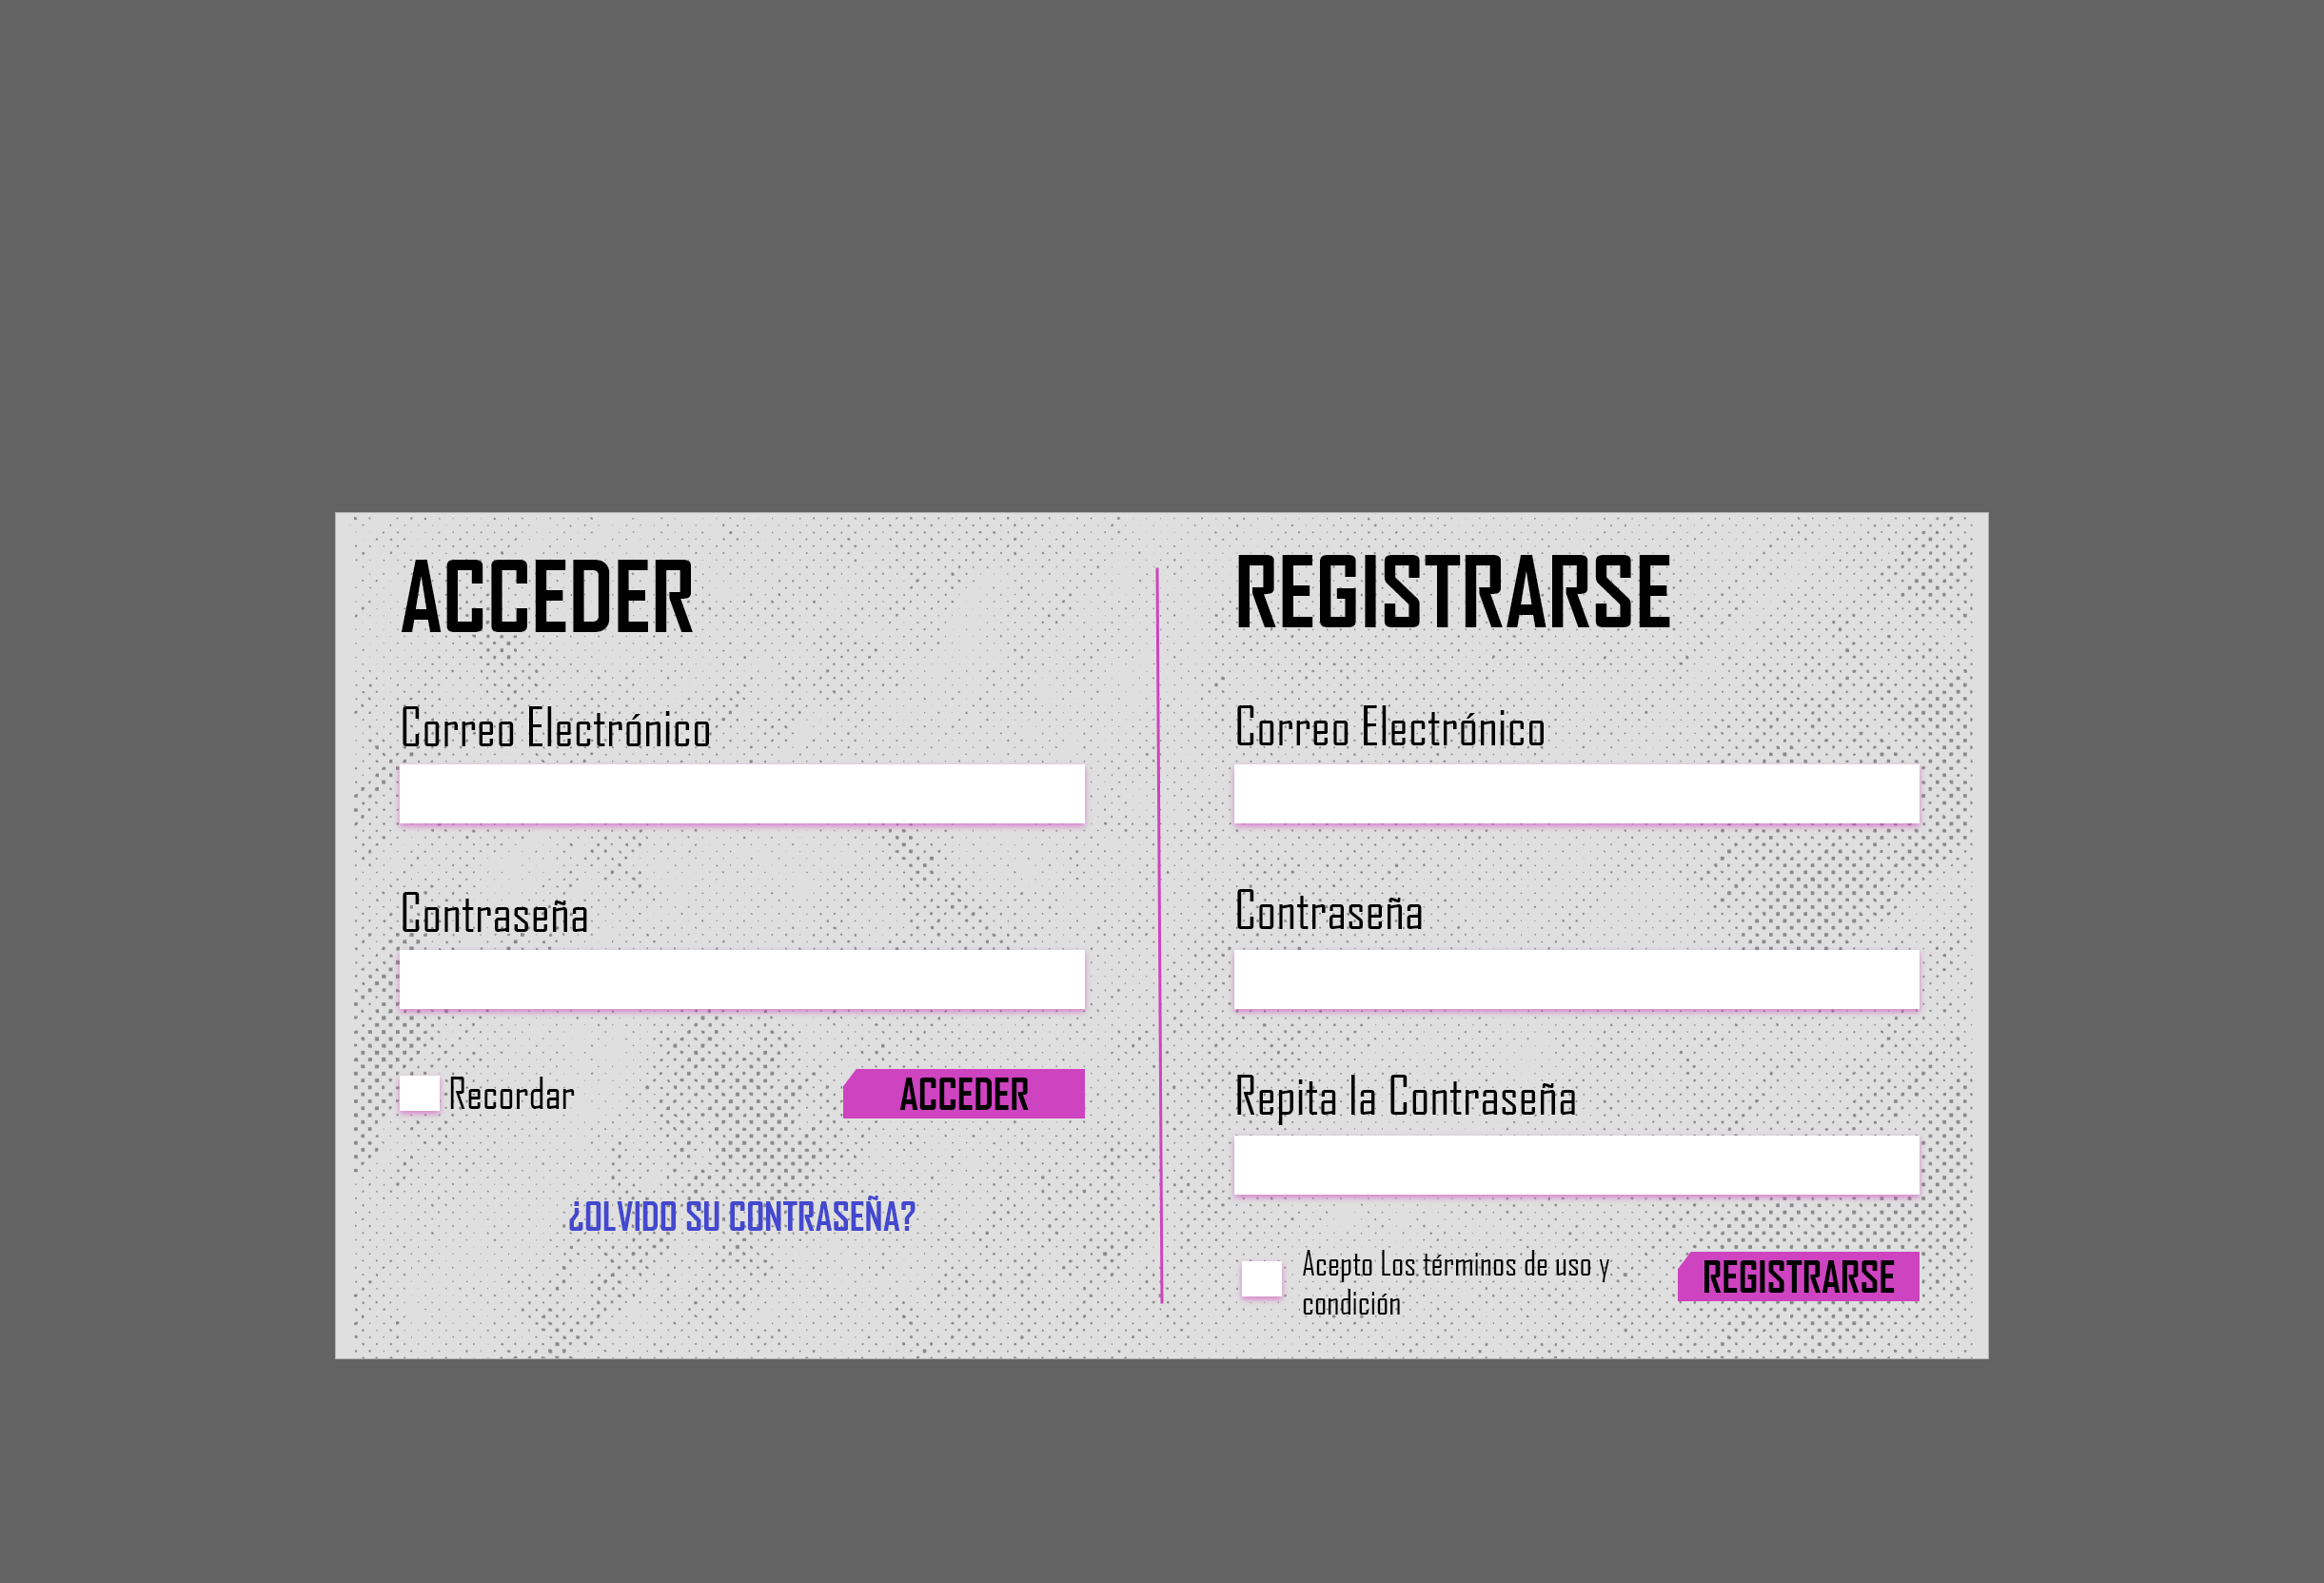 ACCEDER
Correo Electrónico
Contraseña
Recordar
ACCEDER
¿OLVIDO SU CONTRASEÑA?
REGISTRARSE
Correo Electrónico
Contraseña
Repita la Contraseña
Acepto Los términos de uso y
condición
REGISTRARSE